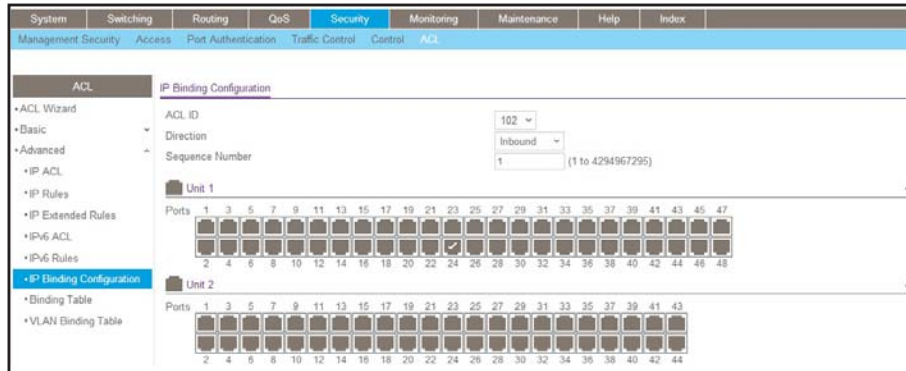 System Switching Routing QoS Security Monitoring Maintenance Help Index
Management Security Access Port Authentication Traffic Control Control ACL
ACL
IP Binding Configuration
ACL Wizard
Basic
Advanced
IP ACL
IP Rules
IP Extended Rules
IPv6 ACL
IPv6 Rules
IP Binding Configuration
Binding Table
VLAN Binding Table
ACL ID 102
Direction Inbound
Sequence Number 1 (1 to 4294967295)
Unit 1
Ports 1 3 5 7 9 11 13 15 17 19 21 23 25 27 29 31 33 35 37 39 41 43 45 47
2 4 6 8 10 12 14 16 18 20 22 24 26 28 30 32 34 36 38 40 42 44 46 48
Unit 2
Ports 1 3 5 7 9 11 13 15 17 19 21 23 25 27 29 31 33 35 37 39 41 43
2 4 6 8 10 12 14 16 18 20 22 24 26 28 30 32 34 36 38 40 42 44